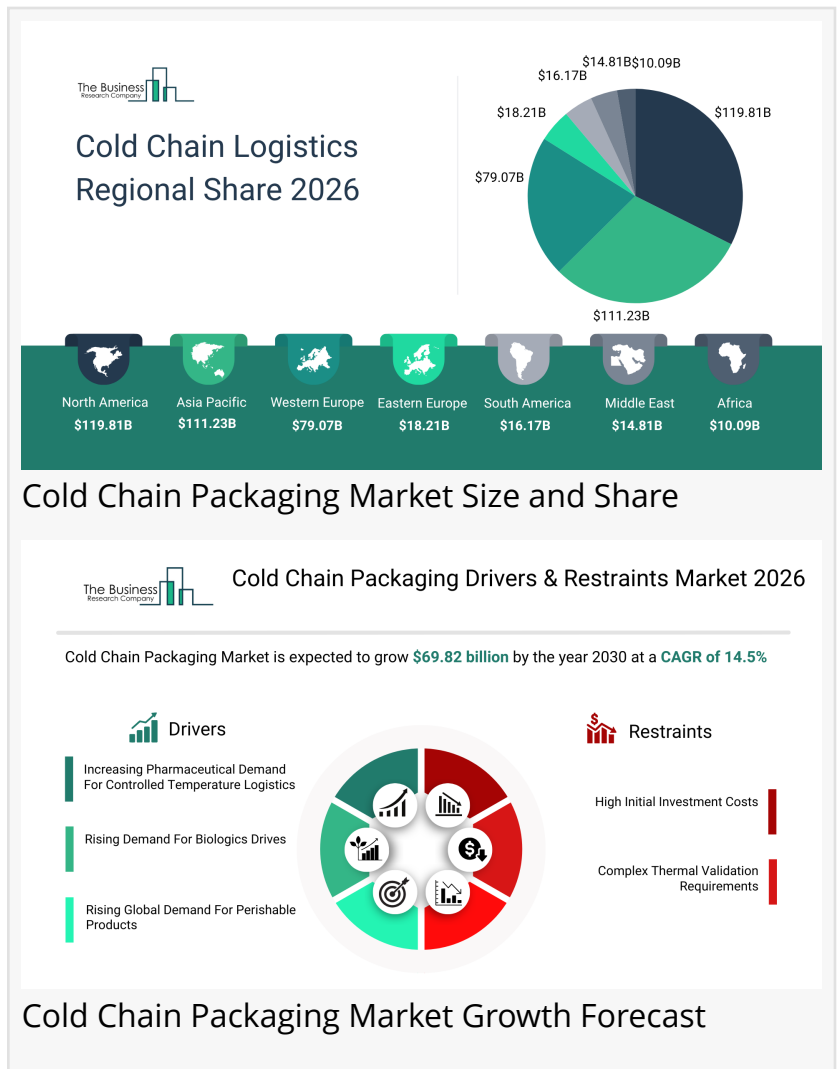 The Business
Research Company
Cold Chain Logistics
Regional Share 2026
$14.81B
$10.09B
$16.17B
$18.21B
$119.81B
$79.07B
$111.23B
North America
Asia Pacific
Western Europe
Eastern Europe
South America
Middle East
Africa
$119.81B
$111.23B
$79.07B
$18.21B
$16.17B
$14.81B
$10.09B
Cold Chain Packaging Market Size and Share
The Business
Research Company
Cold Chain Packaging Drivers & Restraints Market 2026
Cold Chain Packaging Market is expected to grow $69.82 billion by the year 2030 at a CAGR of 14.5%
Drivers
Increasing Pharmaceutical Demand
For Controlled Temperature Logistics
Rising Demand For Biologics Drives
Rising Global Demand For Perishable
Products
$
Restraints
High Initial Investment Costs
Complex Thermal Validation
Requirements
$
Cold Chain Packaging Market Growth Forecast